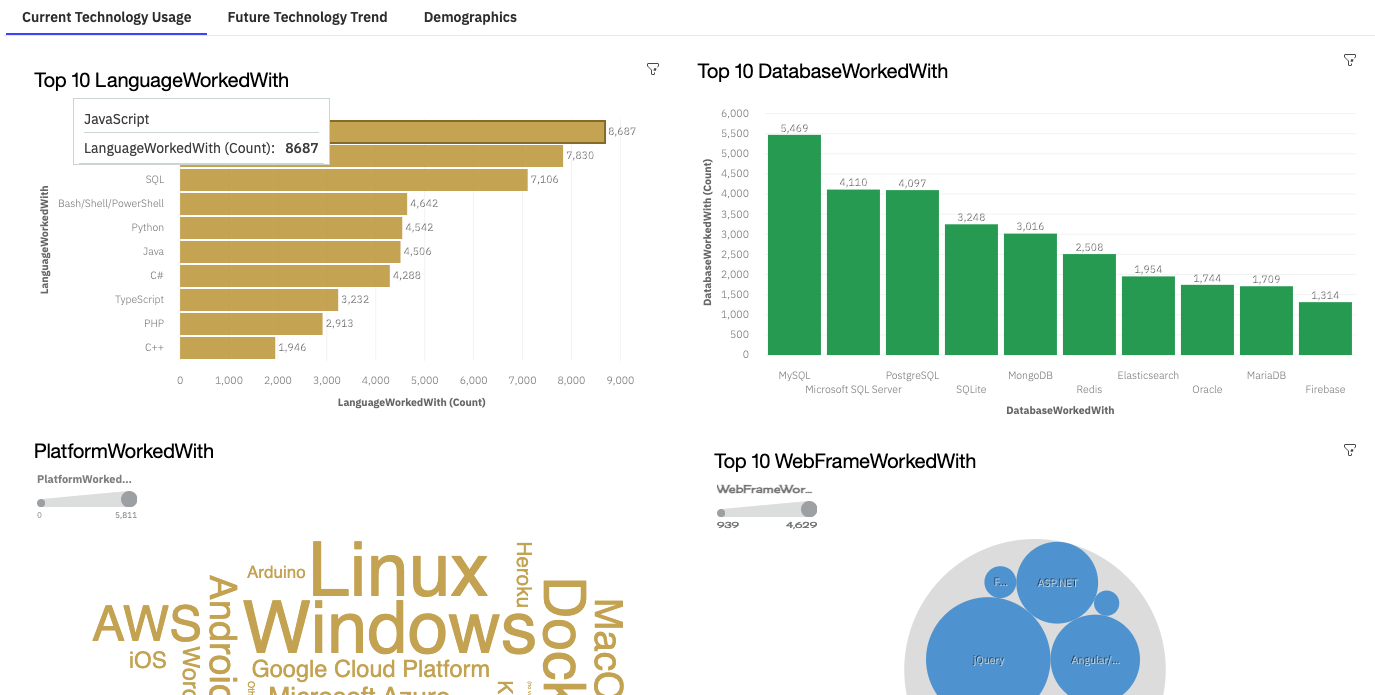 Current Technology Usage
Future Technology Trend
Demographics
Top 10 LanguageWorkedWith
JavaScript
LanguageWorkedWith (Count): 8687
8,687
7,830
SQL
7,106
Bash/Shell/PowerShell
4,642
Python
4,542
Java
4,506
C#
4,288
TypeScript
3,232
PHP
2,913
C++
1,946
LanguageWorkedWith
0
1,000
2,000
3,000
4,000
5,000
6,000
7,000
8,000
9,000
LanguageWorkedWith (Count)
Top 10 DatabaseWorkedWith
DatabaseWorkedWith (Count)
6,000
5,500
5,000
4,500
4,000
3,500
3,000
2,500
2,000
1,500
1,000
500
0
5,469
4,110
4,097
3,248
3,016
2,508
1,954
1,744
1,709
1,314
MySQL
Microsoft SQL Server
PostgreSQL
SQLite
MongoDB
Redis
Elasticsearch
Oracle
MariaDB
Firebase
DatabaseWorkedWith
PlatformWorkedWith
PlatformWorked...
0
5,811
Arduino
Linux
Heroku
AWS
Android
Windows
Dock
MacO
iOS
Word
Google Cloud Platform
Microsoft Azure
K
Top 10 WebFrameWorkedWith
WebFrameWor...
939
4,629
F...
ASP.NET
jQuery
Angular/...